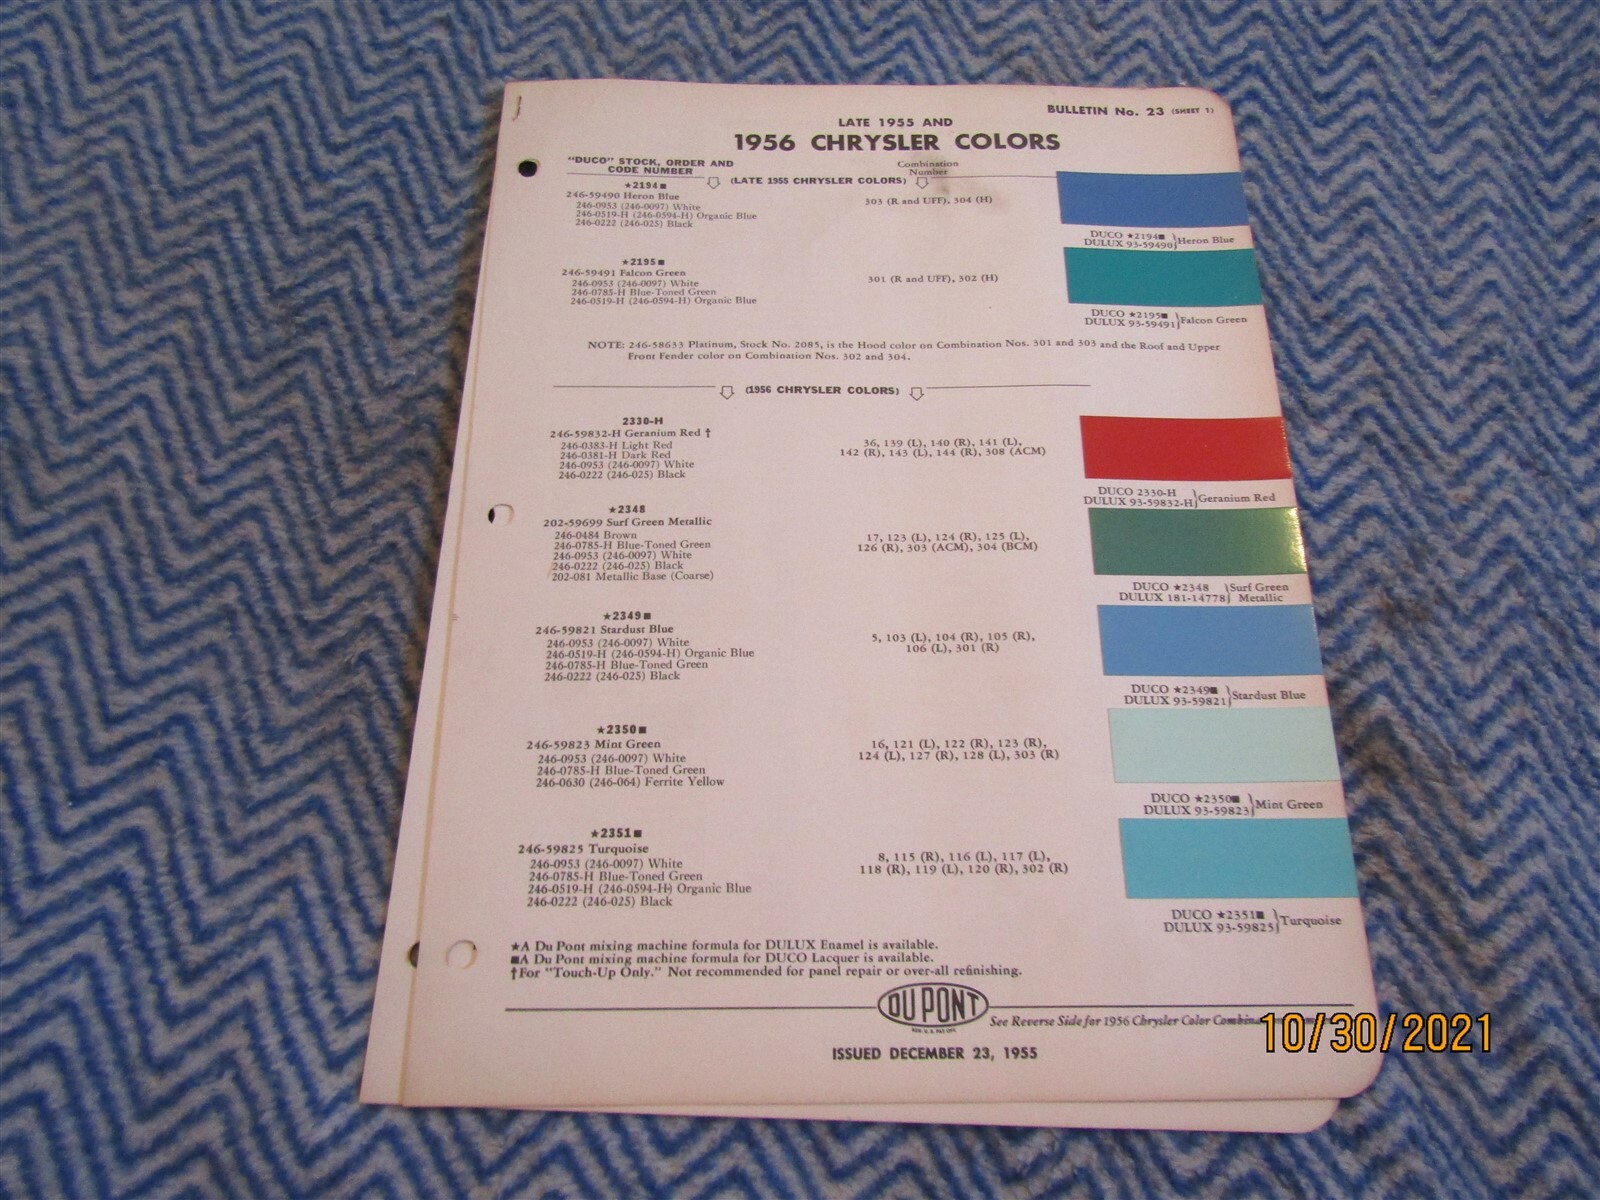 BULLETIN No. 23 (SHEET 1)
LATE 1955 AND
1956 CHRYSLER COLORS
"DUCO" STOCK, ORDER AND
CODE NUMBER
Combination
Number
(LATE 1955 CHRYSLER COLORS)
★2194■
246-59490 Heron Blue
246-0953 (246-0097) White
246-0519-H (246-0594-H) Organic Blue
246-0222 (246-025) Black
303 (R and UFF), 304 (H)
DUCO ★2194■
DULUX 93-59490} Heron Blue
★2195■
246-59491 Falcon Green
246-0953 (246-0097) White
246-0785-H Blue-Toned Green
246-0519-H (246-0594-H) Organic Blue
301 (R and UFF), 302 (H)
DUCO ★2195■
DULUX 93-59491} Falcon Green
NOTE: 246-58633 Platinum, Stock No. 2085, is the Hood color on Combination Nos. 301 and 303 and the Roof and Upper
Front Fender color on Combination Nos. 302 and 304.
(1956 CHRYSLER COLORS)
2330-H
246-59832-H Geranium Red †
246-0383-H Light Red
246-0381-H Dark Red
246-0953 (246-0097) White
246-0222 (246-025) Black
36, 139 (L), 140 (R), 141 (L),
142 (R), 143 (L), 144 (R), 308 (ACM)
DUCO 2330-H
DULUX 93-59832-H} Geranium Red
★2348
202-59699 Surf Green Metallic
246-0484 Brown
246-0785-H Blue-Toned Green
246-0953 (246-0097) White
246-0222 (246-025) Black
202-081 Metallic Base (Coarse)
17, 123 (L), 124 (R), 125 (L),
126 (R), 303 (ACM), 304 (BCM)
DUCO ★2348 } Surf Green
DULUX 181-14778} Metallic
★2349■
246-59821 Stardust Blue
246-0953 (246-0097) White
246-0519-H (246-0594-H) Organic Blue
246-0785-H Blue-Toned Green
246-0222 (246-025) Black
5, 103 (L), 104 (R), 105 (R),
106 (L), 301 (R)
DUCO ★2349■
DULUX 93-59821} Stardust Blue
★2350■
246-59823 Mint Green
246-0953 (246-0097) White
246-0785-H Blue-Toned Green
246-0630 (246-064) Ferrite Yellow
16, 121 (L), 122 (R), 123 (R),
124 (L), 127 (R), 128 (L), 303 (R)
DUCO ★2350■
DULUX 93-59823} Mint Green
★2351■
246-59825 Turquoise
246-0953 (246-0097) White
246-0785-H Blue-Toned Green
246-0519-H (246-0594-H) Organic Blue
246-0222 (246-025) Black
8, 115 (R), 116 (L), 117 (L),
118 (R), 119 (L), 120 (R), 302 (R)
DUCO ★2351■
DULUX 93-59825} Turquoise
★A Du Pont mixing machine formula for DULUX Enamel is available.
■A Du Pont mixing machine formula for DUCO Lacquer is available.
†For "Touch-Up Only." Not recommended for panel repair or over-all refinishing.
DU PONT
REG. U.S. PAT. OFF.
See Reverse Side for 1956 Chrysler Color
ISSUED DECEMBER 23, 1955
10/30/2021